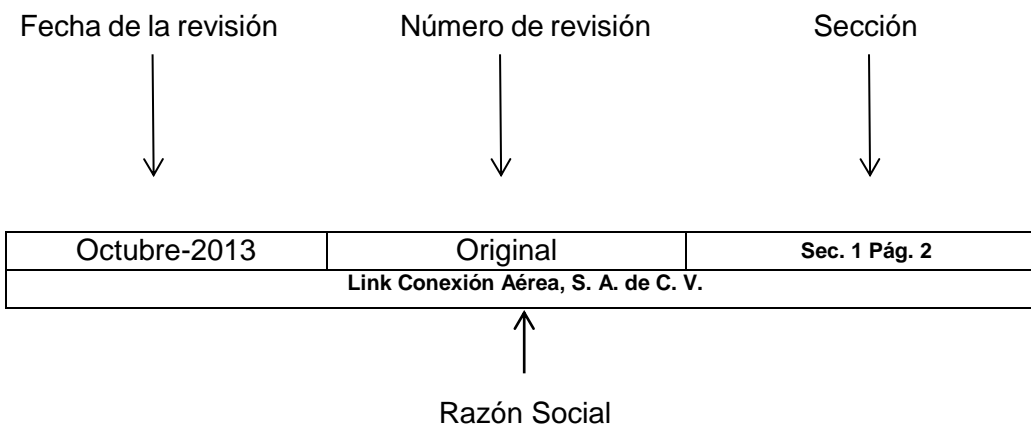 Fecha de la revisión Número de revisión Sección
Octubre-2013 Original Sec. 1 Pág. 2
Link Conexión Aérea, S. A. de C. V.
Razón Social